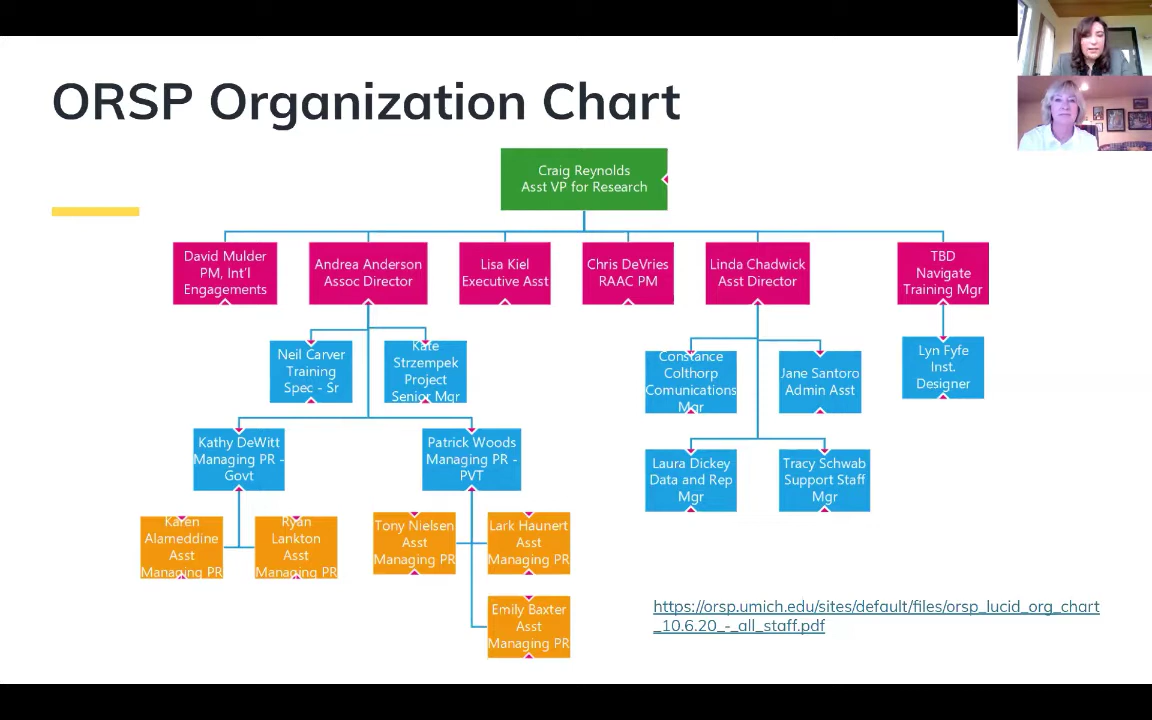 ORSP Organization Chart
Craig Reynolds
Asst VP for Research
David Mulder
PM, Int'l
Engagements
Andrea Anderson
Assoc Director
Lisa Kiel
Executive Asst
Chris DeVries
RAAC PM
Linda Chadwick
Asst Director
TBD
Navigate
Training Mgr
Neil Carver
Training
Spec - Sr
Kate
Strzempek
Project
Senior Mgr
Constance
Colthorp
Comunications
Mgr
Jane Santoro
Admin Asst
Lyn Fyfe
Inst.
Designer
Kathy DeWitt
Managing PR -
Govt
Patrick Woods
Managing PR -
PVT
Laura Dickey
Data and Rep
Mgr
Tracy Schwab
Support Staff
Mgr
Karen
Alameddine
Asst
Managing PR
Ryan
Lankton
Asst
Managing PR
Tony Nielsen
Asst
Managing PR
Lark Haunert
Asst
Managing PR
Emily Baxter
Asst
Managing PR
https://orsp.umich.edu/sites/default/files/orsp_lucid_org_chart
_10.6.20_-_all_staff.pdf